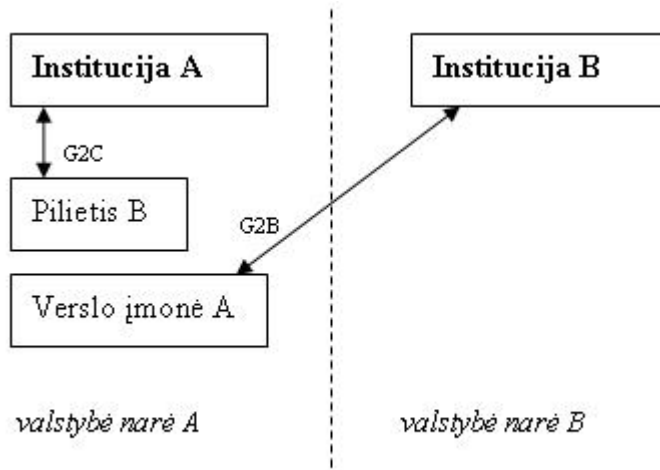 Institucija A
Institucija B
G2C
Pilietis B
G2B
Verslo įmonė A
valstybė narė A
valstybė narė B